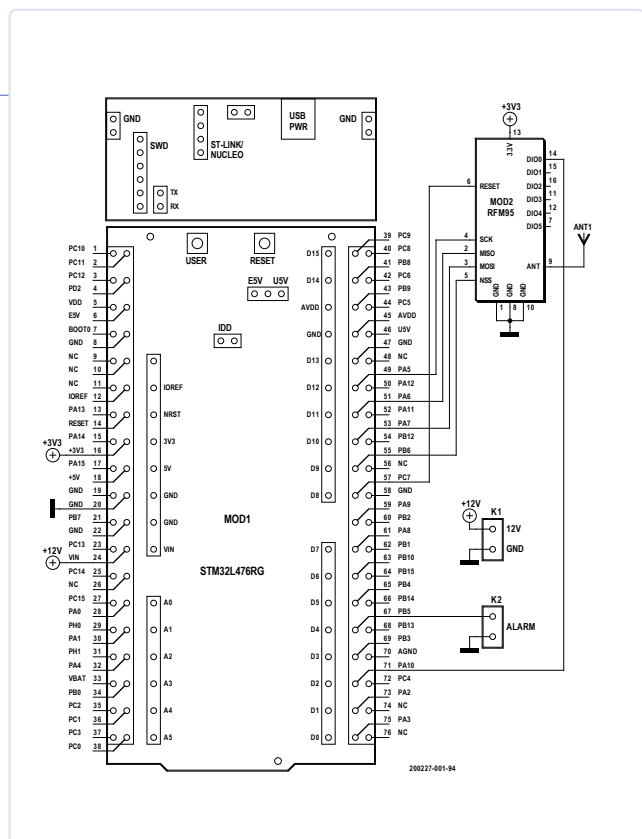 GND
SWD
TX
RX
ST-LINK/
NUCLEO
USB
PWR
GND
USER
RESET
E5V U5V
IDD
PC10 1
PC11 2
PC12 3
PD2 4
VDD 5
E5V 6
BOOT0 7
GND 8
NC 9
NC 10
NC 11
IOREF 12
PA13 13
RESET 14
PA14 15
+3V3
+3V3 16
PA15 17
+5V 18
GND 19
GND 20
PB7 21
GND 22
PC13 23
+12V
VIN 24
PC14 25
NC 26
PC15 27
PA0 28
PH0 29
PA1 30
PH1 31
PA4 32
VBAT 33
PB0 34
PC2 35
PC1 36
PC3 37
PC0 38
IOREF
NRST
3V3
5V
GND
GND
VIN
A0
A1
A2
A3
A4
A5
MOD1
STM32L476RG
D15
D14
AVDD
GND
D13
D12
D11
D10
D9
D8
D7
D6
D5
D4
D3
D2
D1
D0
39 PC9
40 PC8
41 PB8
42 PC6
43 PB9
44 PC5
45 AVDD
46 U5V
47 GND
48 NC
49 PA5
50 PA12
51 PA6
52 PA11
53 PA7
54 PB12
55 PB6
56 NC
57 PC7
58 GND
59 PA9
60 PB2
61 PA8
62 PB1
63 PB10
64 PB15
65 PB4
66 PB14
67 PB5
68 PB13
69 PB3
70 AGND
71 PA10
72 PC4
73 PA2
74 NC
75 PA3
76 NC
+3V3
13
3.3V
6 RESET
MOD2
RFM95
4 SCK
2 MISO
3 MOSI
5 NSS
DIO0 14
DIO1 15
DIO2 16
DIO3 11
DIO4 12
DIO5 7
ANT 9
ANT1
GND GND GND
1 8 10
+12V
K1
12V
GND
K2
ALARM
200227-001-94